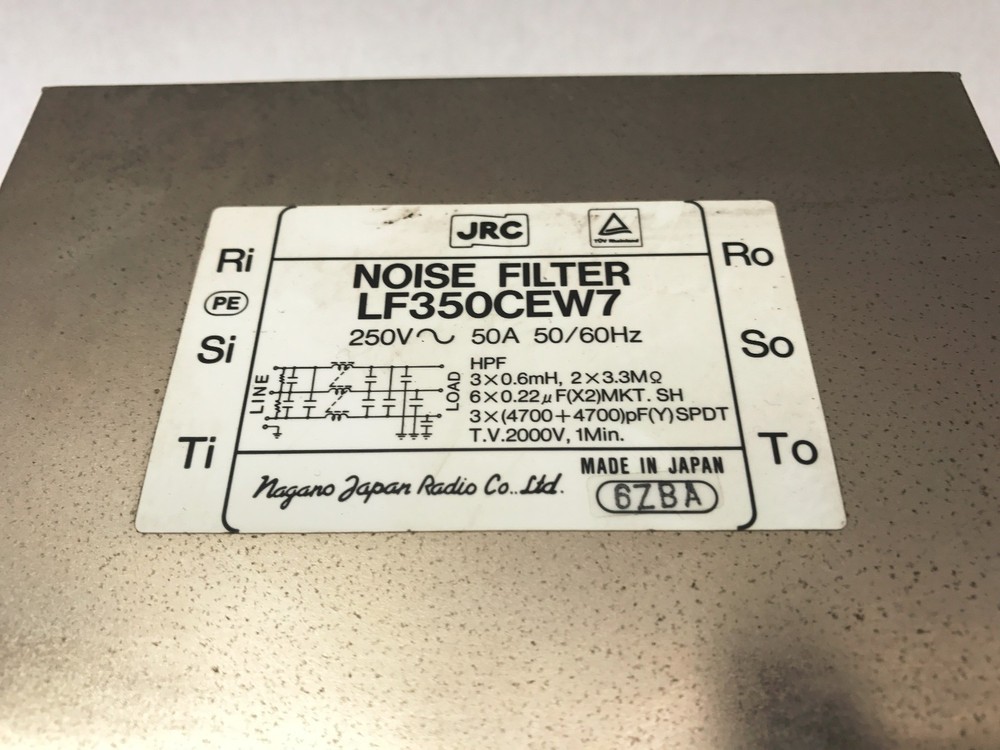 JRC
TÜV Rheinland
Ri
Ro
PE
NOISE FILTER
LF350CEW7
Si
So
250V～ 50A 50/60Hz
LINE
LOAD
HPF
3×0.6mH, 2×3.3MΩ
6×0.22μF(X2)MKT. SH
3×(4700+4700)pF(Y)SPDT
T.V.2000V, 1Min.
Ti
To
Nagano Japan Radio Co.,Ltd.
MADE IN JAPAN
6ZBA